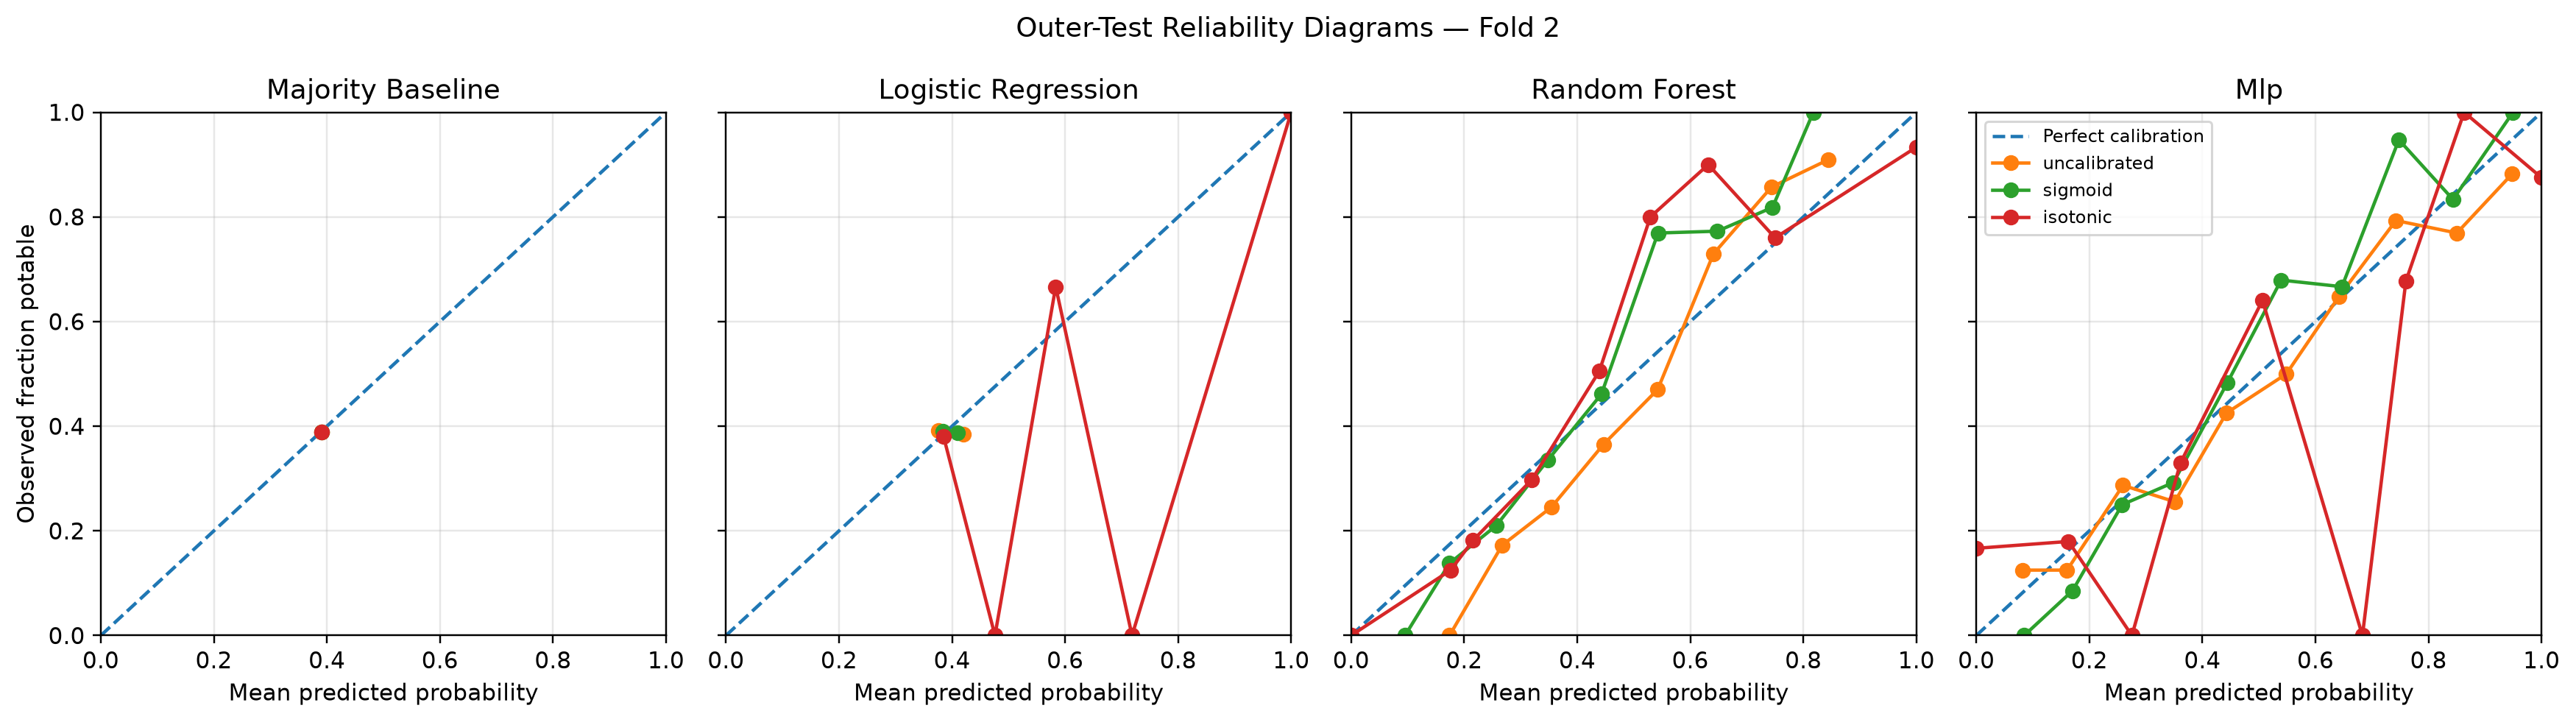 Outer-Test Reliability Diagrams — Fold 2
Majority Baseline
Logistic Regression
Random Forest
Mlp
Observed fraction potable
1.0
0.8
0.6
0.4
0.2
0.0
0.0 0.2 0.4 0.6 0.8 1.0
Mean predicted probability
0.0 0.2 0.4 0.6 0.8 1.0
Mean predicted probability
0.0 0.2 0.4 0.6 0.8 1.0
Mean predicted probability
Perfect calibration
uncalibrated
sigmoid
isotonic
0.0 0.2 0.4 0.6 0.8 1.0
Mean predicted probability